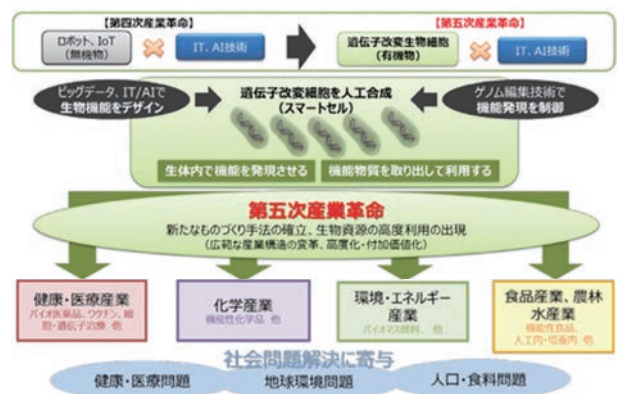 【第四次産業革命】
ロボット、IoT
(無機物)
IT、AI技術
【第五次産業革命】
遺伝子改変生物細胞
(有機物)
IT、AI技術
ビッグデータ、IT/AIで
生物機能をデザイン
遺伝子改変細胞を人工合成
(スマートセル)
ゲノム編集技術で
機能発現を制御
生体内で機能を発現させる
機能物質を取り出して利用する
第五次産業革命
新たなものづくり手法の確立、生物資源の高度利用の出現
(広範な産業構造の変革、高度化・付加価値化)
健康・医療産業
バイオ医薬品、ワクチン、細
胞・遺伝子治療 他
化学産業
機能性化学品 他
環境・エネルギー
産業
バイオマス燃料、 他
食品産業、農林
水産業
機能性食品、
人工肉・培養肉 他
社会問題解決に寄与
健康・医療問題
地球環境問題
人口・食料問題